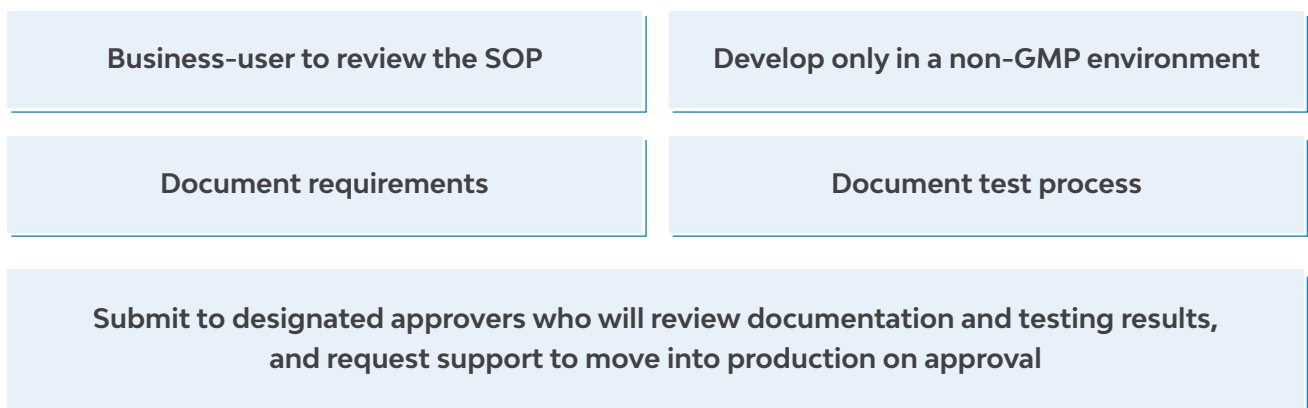 Business-user to review the SOP
Develop only in a non-GMP environment
Document requirements
Document test process
Submit to designated approvers who will review documentation and testing results,
and request support to move into production on approval